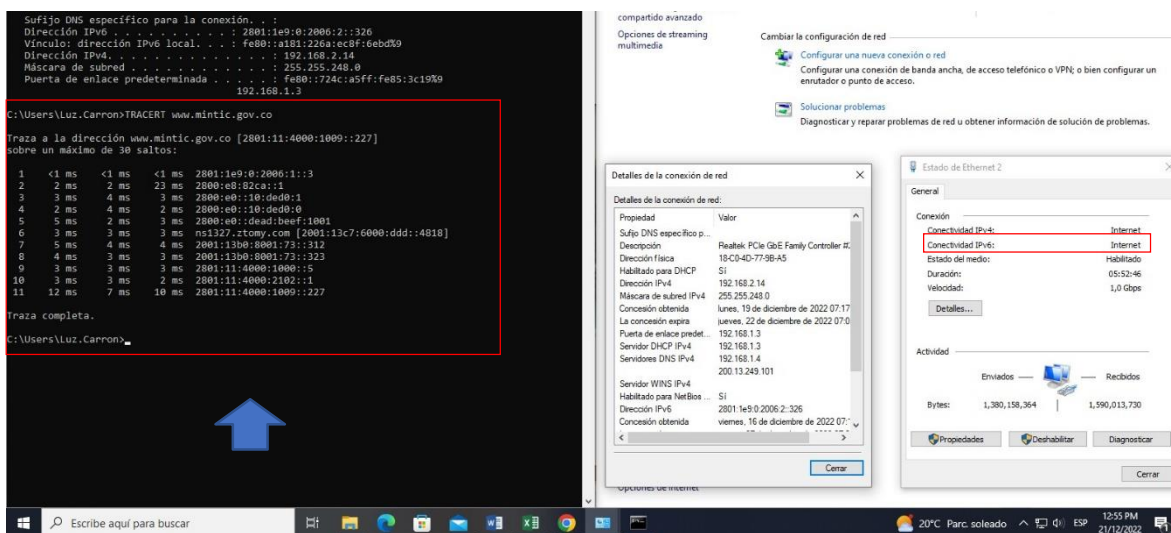 Sufijo DNS específico para la conexión. . :
Dirección IPv6 . . . . . . . . . . : 2801:1e9:0:2006:2::326
Vínculo: dirección IPv6 local. . . : fe80::a181:226a:ec8f:6ebd%9
Dirección IPv4. . . . . . . . . . . . . . : 192.168.2.14
Máscara de subred . . . . . . . . . . . . : 255.255.248.0
Puerta de enlace predeterminada . . . . . : fe80::724c:a5ff:fe85:3c19%9
192.168.1.3
C:\Users\Luz.Carron>TRACERT www.mintic.gov.co
Traza a la dirección www.mintic.gov.co [2801:11:4000:1009::227]
sobre un máximo de 30 saltos:
1 <1 ms <1 ms <1 ms 2801:1e9:0:2006:1::3
2 2 ms 2 ms 23 ms 2800:e8:82ca::1
3 3 ms 4 ms 3 ms 2800:e0::10:ded0:1
4 2 ms 4 ms 2 ms 2800:e0::10:ded0:0
5 5 ms 2 ms 3 ms 2800:e0::dead:beef:1001
6 3 ms 3 ms 3 ms ns1327.ztomy.com [2001:13c7:6000:ddd::4818]
7 5 ms 4 ms 4 ms 2001:13b0:8001:73::312
8 4 ms 3 ms 3 ms 2001:13b0:8001:73::323
9 3 ms 3 ms 3 ms 2801:11:4000:1000::5
10 3 ms 3 ms 2 ms 2801:11:4000:2102::1
11 12 ms 7 ms 10 ms 2801:11:4000:1009::227
Traza completa.
C:\Users\Luz.Carron>_
compartido avanzado
Opciones de streaming
multimedia
Cambiar la configuración de red
Configurar una nueva conexión o red
Configurar una conexión de banda ancha, de acceso telefónico o VPN; o bien configurar un
enrutador o punto de acceso.
Solucionar problemas
Diagnosticar y reparar problemas de red u obtener información de solución de problemas.
Detalles de la conexión de red
Detalles de la conexión de red:
Propiedad Valor
Sufijo DNS específico p...
Descripción Realtek PCIe GbE Family Controller #
Dirección física 18-C0-4D-77-9B-A5
Habilitado para DHCP Sí
Dirección IPv4 192.168.2.14
Máscara de subred IPv4 255.255.248.0
Concesión obtenida lunes, 19 de diciembre de 2022 07:17
La concesión expira jueves, 22 de diciembre de 2022 07:0
Puerta de enlace predet... 192.168.1.3
Servidor DHCP IPv4 192.168.1.3
Servidores DNS IPv4 192.168.1.4
200.13.249.101
Servidor WINS IPv4
Habilitado para NetBios ... Sí
Dirección IPv6 2801:1e9:0:2006:2::326
Concesión obtenida viernes, 16 de diciembre de 2022 07:
Cerrar
Opciones de Internet
Estado de Ethernet 2
General
Conexión
Conectividad IPv4: Internet
Conectividad IPv6: Internet
Estado del medio: Habilitado
Duración: 05:52:46
Velocidad: 1,0 Gbps
Detalles...
Actividad
Enviados — — Recibidos
Bytes: 1,380,158,364 | 1,590,013,730
Propiedades Deshabilitar Diagnosticar
Cerrar
Escribe aquí para buscar
20°C Parc. soleado ESP 12:55 PM
21/12/2022